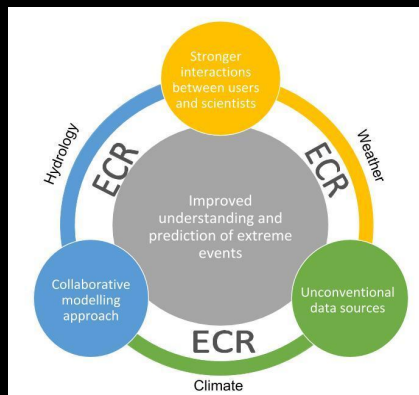 Stronger
interactions
between users
and scientists
Hydrology
ECR
ECR
Weather
Improved
understanding and
prediction of extreme
events
Collaborative
modelling
approach
Unconventional
data sources
ECR
Climate